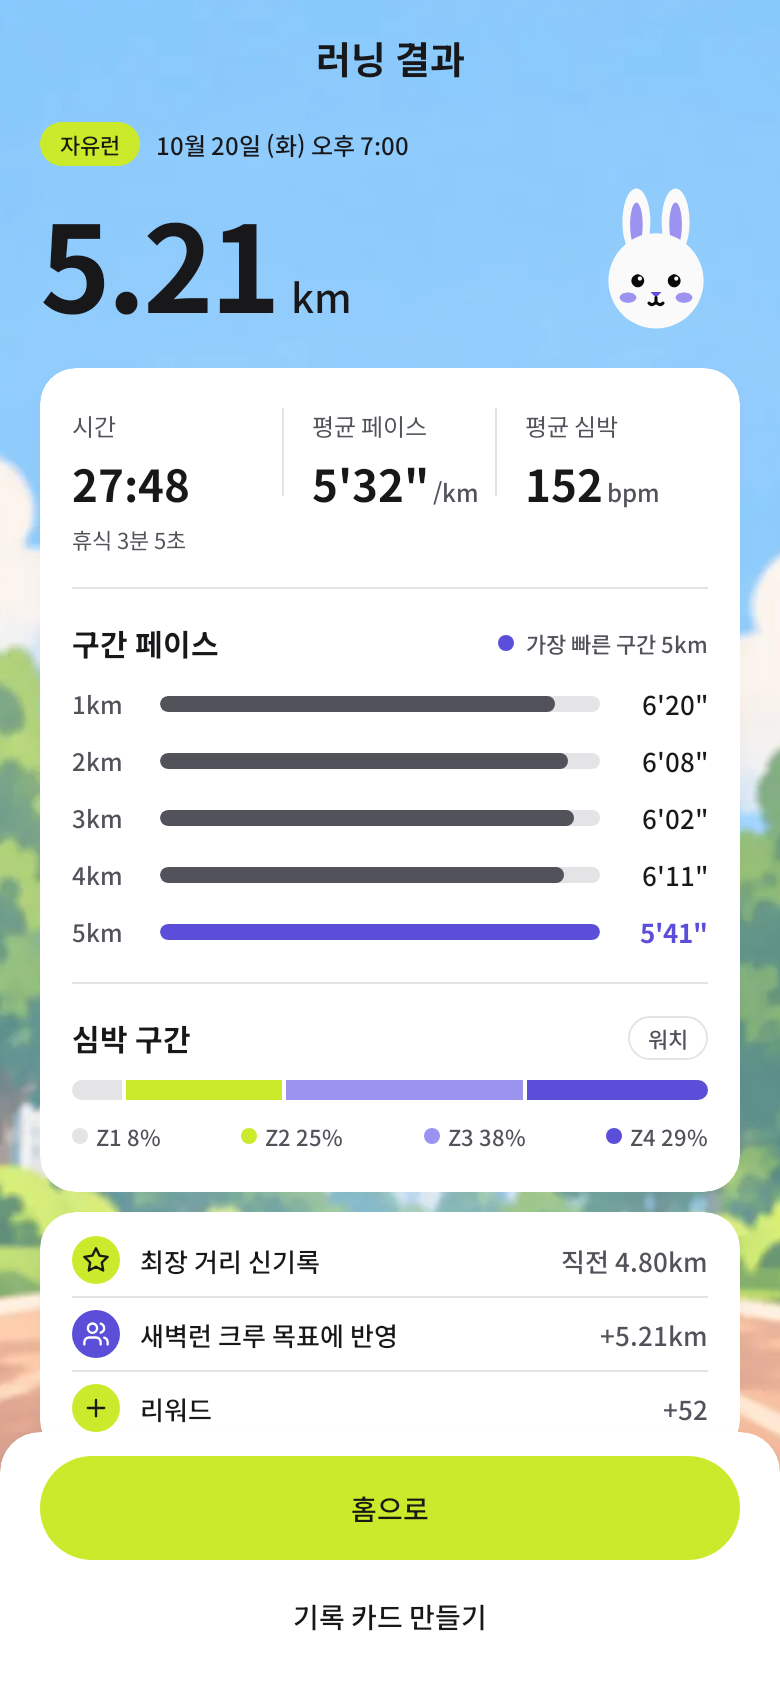 러닝 결과
자유런 10월 20일 (화) 오후 7:00
5.21 km
시간 평균 페이스 평균 심박
27:48 5'32" /km 152 bpm
휴식 3분 5초
구간 페이스 가장 빠른 구간 5km
1km 6'20"
2km 6'08"
3km 6'02"
4km 6'11"
5km 5'41"
심박 구간 워치
Z1 8% Z2 25% Z3 38% Z4 29%
최장 거리 신기록 직전 4.80km
새벽런 크루 목표에 반영 +5.21km
리워드 +52
홈으로
기록 카드 만들기